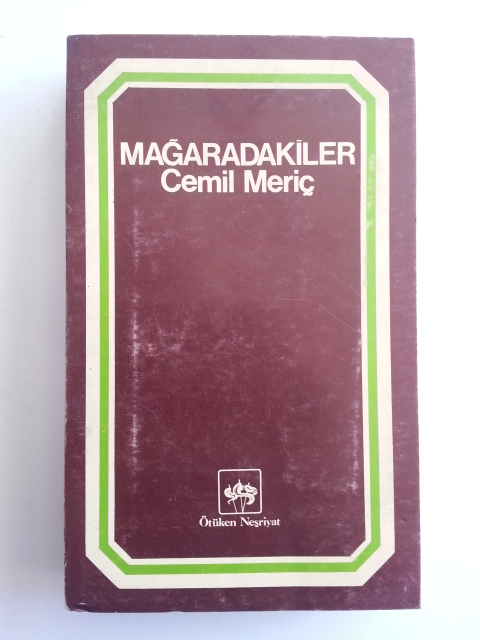 MAĞARADAKİLER
Cemil Meriç
Ötüken Neşriyat